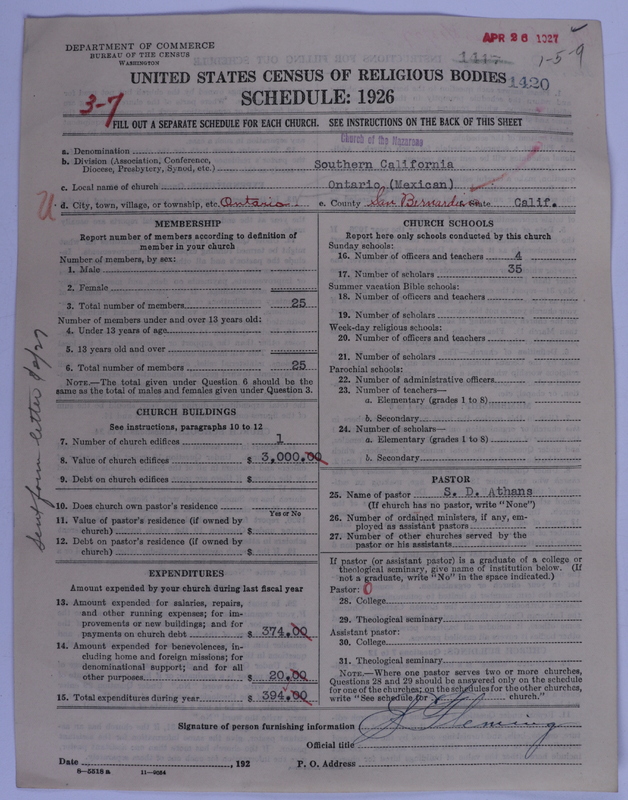 DEPARTMENT OF COMMERCE
BUREAU OF THE CENSUS
WASHINGTON
APR 26 1927
1417
1-5-9
UNITED STATES CENSUS OF RELIGIOUS BODIES
1420
SCHEDULE: 1926
3-7
FILL OUT A SEPARATE SCHEDULE FOR EACH CHURCH. SEE INSTRUCTIONS ON THE BACK OF THIS SHEET
Church of the Nazarene
a. Denomination
b. Division (Association, Conference, Diocese, Presbytery, Synod, etc.) Southern California
c. Local name of church Ontario (Mexican)
U d. City, town, village, or township, etc. Ontario e. County San Bernardino State Calif.
MEMBERSHIP
Report number of members according to definition of
member in your church
Number of members, by sex:
1. Male
2. Female
3. Total number of members 25
Number of members under and over 13 years old:
4. Under 13 years of age
5. 13 years old and over
6. Total number of members 25
NOTE.—The total given under Question 6 should be the
same as the total of males and females given under Question 3.
CHURCH BUILDINGS
See instructions, paragraphs 10 to 12
7. Number of church edifices 1
8. Value of church edifices $ 3,000.00
9. Debt on church edifices $
10. Does church own pastor's residence
Yes or No
11. Value of pastor's residence (if owned by
church) $
12. Debt on pastor's residence (if owned by
church) $
EXPENDITURES
Amount expended by your church during last fiscal year
13. Amount expended for salaries, repairs,
and other running expenses; for im-
provements or new buildings; and for
payments on church debt $ 374.00
14. Amount expended for benevolences, in-
cluding home and foreign missions; for
denominational support; and for all
other purposes $ 20.00
15. Total expenditures during year $ 394.00
Sent form letter
CHURCH SCHOOLS
Report here only schools conducted by this church
Sunday schools:
16. Number of officers and teachers 4
17. Number of scholars 35
Summer vacation Bible schools:
18. Number of officers and teachers
19. Number of scholars
Week-day religious schools:
20. Number of officers and teachers
21. Number of scholars
Parochial schools:
22. Number of administrative officers
23. Number of teachers—
a. Elementary (grades 1 to 8)
b. Secondary
24. Number of scholars—
a. Elementary (grades 1 to 8)
b. Secondary
PASTOR
25. Name of pastor S. D. Athans
(If church has no pastor, write "None")
26. Number of ordained ministers, if any, em-
ployed as assistant pastors
27. Number of other churches served by the
pastor or his assistants
If pastor (or assistant pastor) is a graduate of a college or
theological seminary, give name of institution below. (If
not a graduate, write "No" in the space indicated.)
Pastor: 0
28. College
29. Theological seminary
Assistant pastor:
30. College
31. Theological seminary
NOTE.—Where one pastor serves two or more churches,
Questions 28 and 29 should be answered only on the schedule
for one of the churches; on the schedules for the other churches,
write "See schedule for church."
Signature of person furnishing information Fleming
Official title
Date , 192 P. O. Address
8—5518 a 11—9054